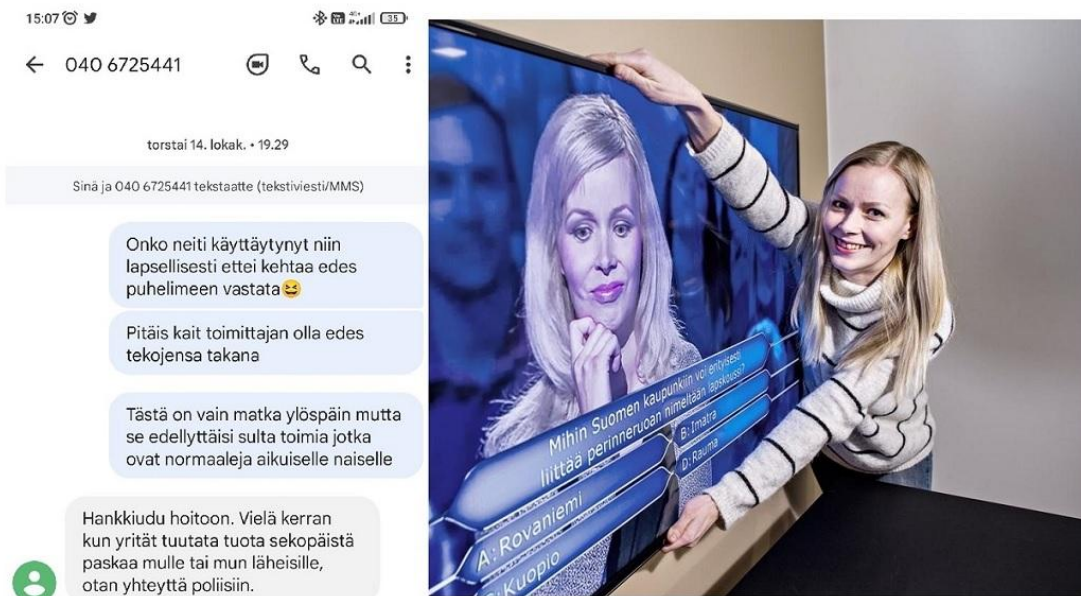 15:07
35
040 6725441
torstai 14. lokak. • 19.29
Sinä ja 040 6725441 tekstaatte (tekstiviesti/MMS)
Onko neiti käyttäytynyt niin
lapsellisesti ettei kehtaa edes
puhelimeen vastata😆
Pitäis kait toimittajan olla edes
tekojensa takana
Tästä on vain matka ylöspäin mutta
se edellyttäisi sulta toimia jotka
ovat normaaleja aikuiselle naiselle
Hankkiudu hoitoon. Vielä kerran
kun yrität tuutata tuota sekopäistä
paskaa mulle tai mun läheisille,
otan yhteyttä poliisiin.
Mihin Suomen kaupunkiin voi erityisesti
liittää perinneruoan nimeltään lapskoussi?
A: Rovaniemi
B: Imatra
Kuopio
D: Rauma